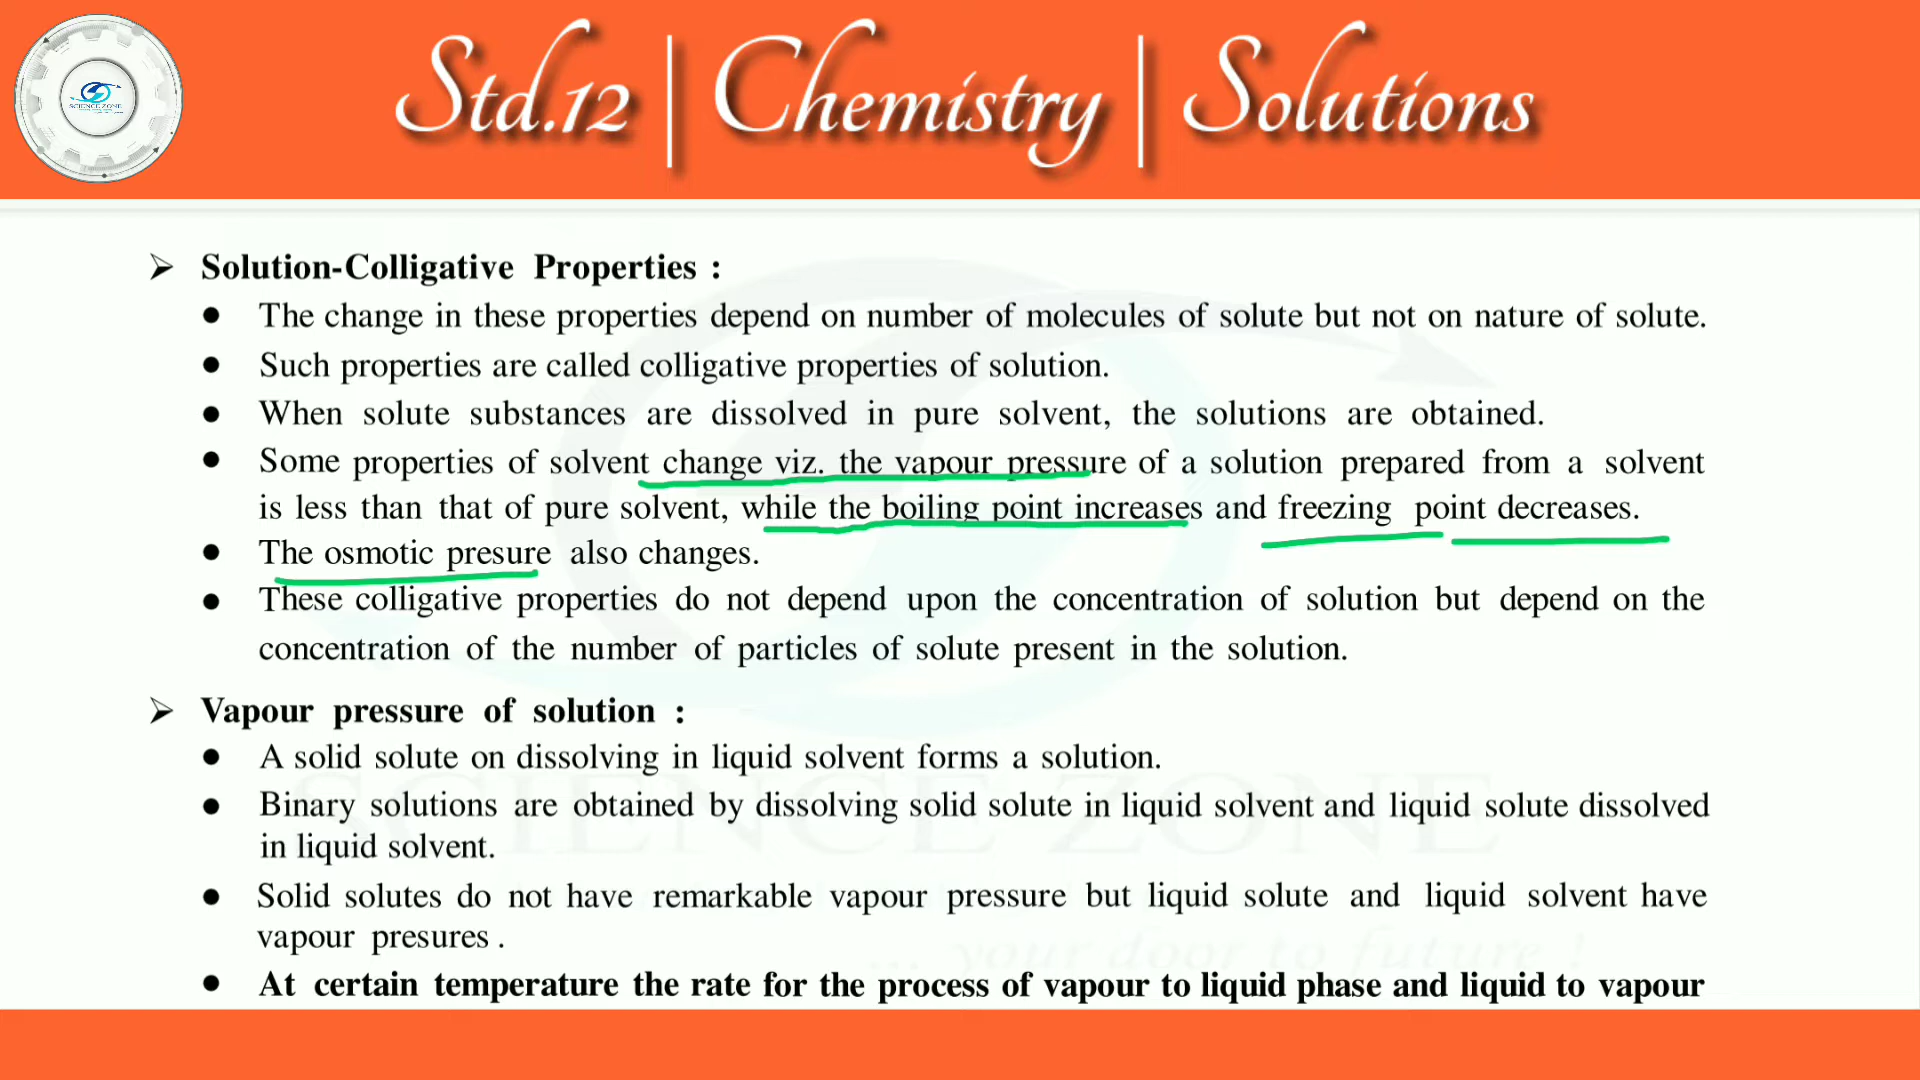 Std.12 | Chemistry | Solutions
SCIENCE ZONE
➢ Solution-Colligative Properties :
● The change in these properties depend on number of molecules of solute but not on nature of solute.
● Such properties are called colligative properties of solution.
● When solute substances are dissolved in pure solvent, the solutions are obtained.
● Some properties of solvent change viz. the vapour pressure of a solution prepared from a solvent
is less than that of pure solvent, while the boiling point increases and freezing point decreases.
● The osmotic presure also changes.
● These colligative properties do not depend upon the concentration of solution but depend on the
concentration of the number of particles of solute present in the solution.
➢ Vapour pressure of solution :
● A solid solute on dissolving in liquid solvent forms a solution.
● Binary solutions are obtained by dissolving solid solute in liquid solvent and liquid solute dissolved
in liquid solvent.
● Solid solutes do not have remarkable vapour pressure but liquid solute and liquid solvent have
vapour presures .
● At certain temperature the rate for the process of vapour to liquid phase and liquid to vapour
SCIENCE ZONE
... your door to future !